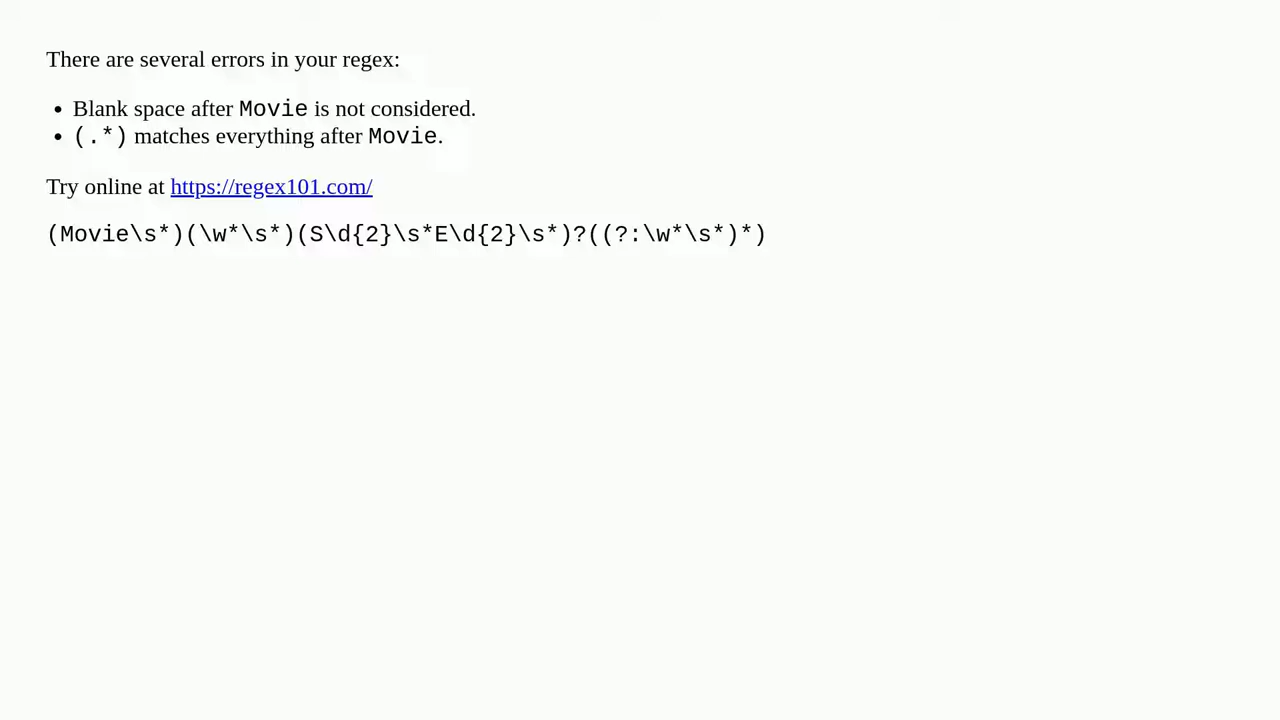 There are several errors in your regex:
• Blank space after Movie is not considered.
• (.*) matches everything after Movie.
Try online at https://regex101.com/
(Movie\s*)(\w*\s*)(S\d{2}\s*E\d{2}\s*)?((?:\w*\s*)*)